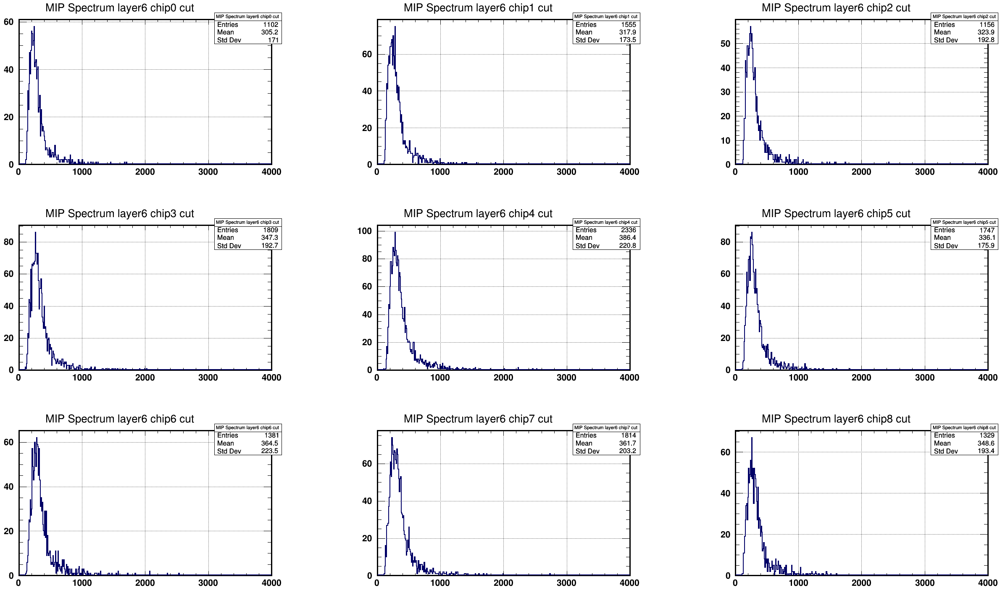 MIP Spectrum layer6 chip0 cut
MIP Spectrum layer6 chip0 cut
Entries 1102
Mean 305.2
Std Dev 171
60
40
20
0
0 1000 2000 3000 4000
MIP Spectrum layer6 chip1 cut
MIP Spectrum layer6 chip1 cut
Entries 1555
Mean 317.9
Std Dev 173.5
60
40
20
0
0 1000 2000 3000 4000
MIP Spectrum layer6 chip2 cut
MIP Spectrum layer6 chip2 cut
Entries 1156
Mean 323.9
Std Dev 192.8
50
40
30
20
10
0
0 1000 2000 3000 4000
MIP Spectrum layer6 chip3 cut
MIP Spectrum layer6 chip3 cut
Entries 1809
Mean 347.3
Std Dev 192.7
80
60
40
20
0
0 1000 2000 3000 4000
MIP Spectrum layer6 chip4 cut
MIP Spectrum layer6 chip4 cut
Entries 2336
Mean 386.4
Std Dev 220.8
100
80
60
40
20
0
0 1000 2000 3000 4000
MIP Spectrum layer6 chip5 cut
MIP Spectrum layer6 chip5 cut
Entries 1747
Mean 336.1
Std Dev 175.9
80
60
40
20
0
0 1000 2000 3000 4000
MIP Spectrum layer6 chip6 cut
MIP Spectrum layer6 chip6 cut
Entries 1381
Mean 364.5
Std Dev 223.5
60
40
20
0
0 1000 2000 3000 4000
MIP Spectrum layer6 chip7 cut
MIP Spectrum layer6 chip7 cut
Entries 1814
Mean 361.7
Std Dev 203.2
60
40
20
0
0 1000 2000 3000 4000
MIP Spectrum layer6 chip8 cut
MIP Spectrum layer6 chip8 cut
Entries 1329
Mean 348.6
Std Dev 193.4
60
40
20
0
0 1000 2000 3000 4000